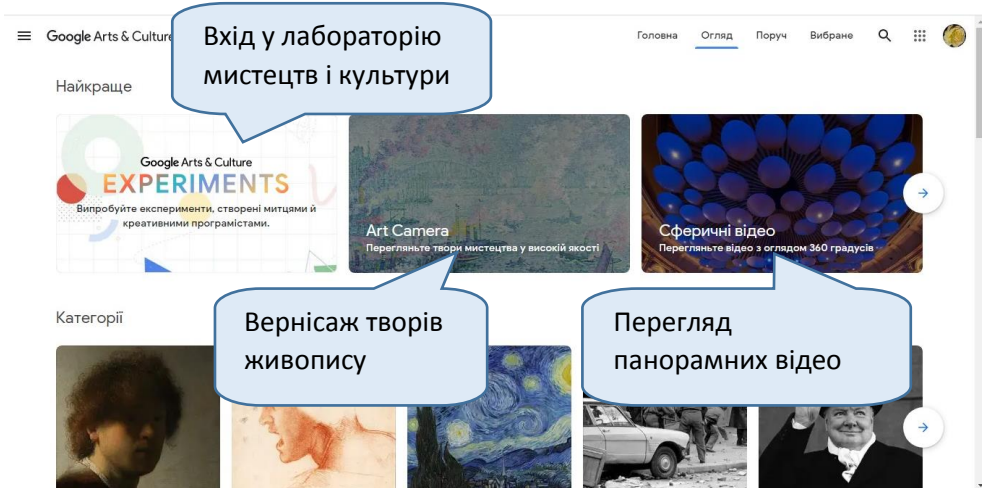 Google Arts & Culture
Головна Огляд Поруч Вибране
Вхід у лабораторію
мистецтв і культури
Найкраще
Google Arts & Culture
EXPERIMENTS
Випробуйте експерименти, створені митцями й
креативними програмістами.
Art Camera
Перегляньте твори мистецтва у високій якості
Сферичні відео
Перегляньте відео з оглядом 360 градусів
Категорії
Вернісаж творів
живопису
Перегляд
панорамних відео